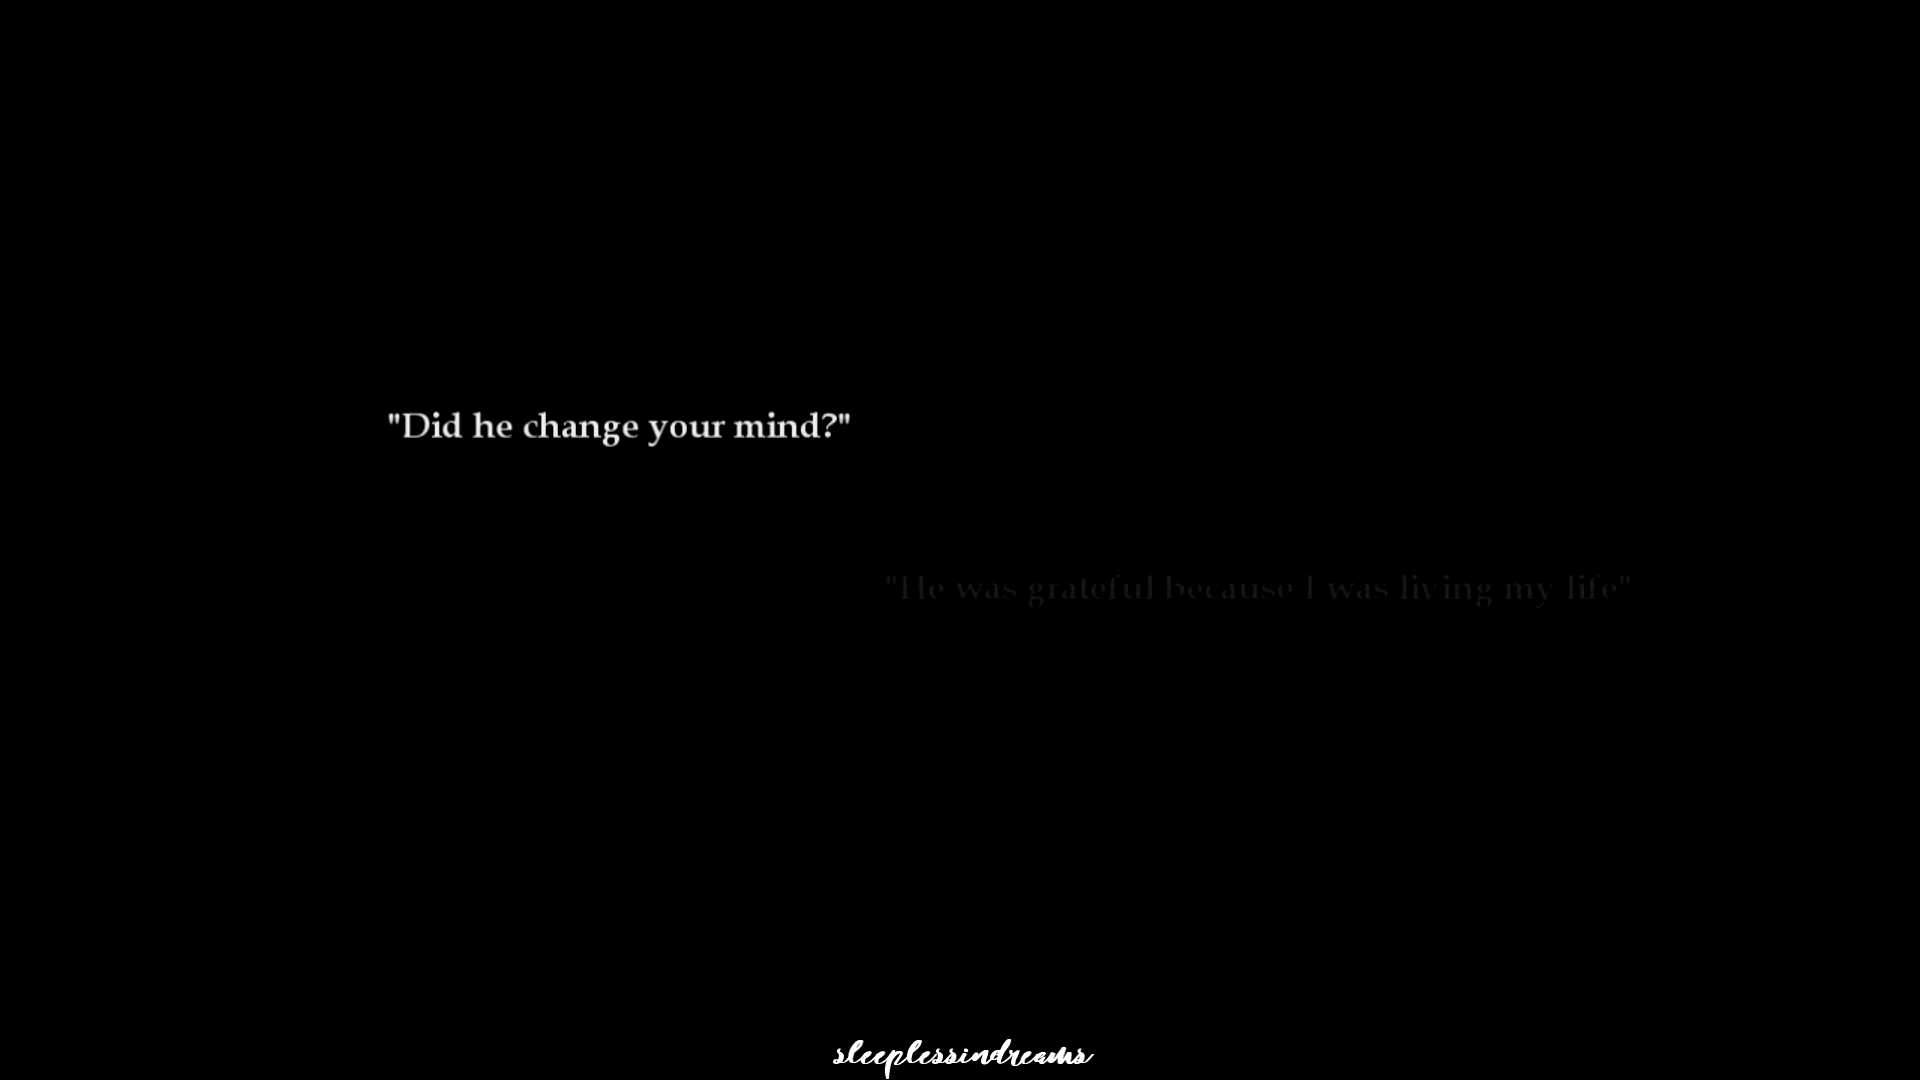 "Did he change your mind?"
"He was grateful because I was living my life"
sleeplessindreams